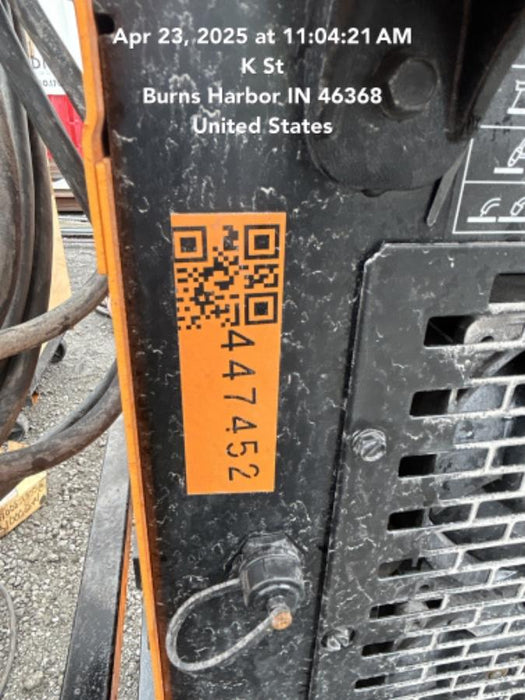 Apr 23, 2025 at 11:04:21 AM
K St
Burns Harbor IN 46368
United States
447452